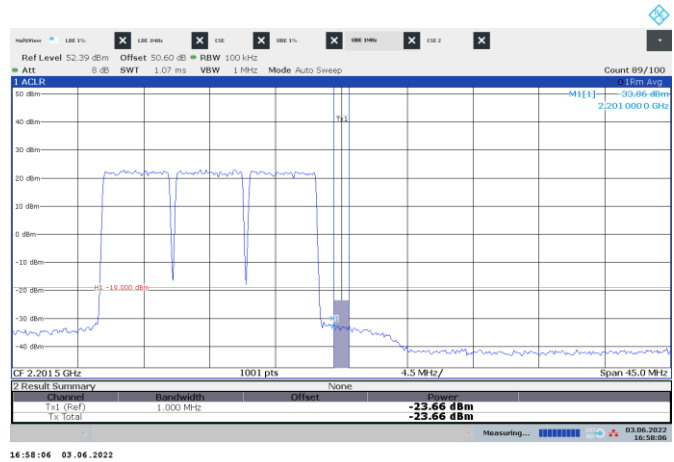 MultiView LBE 1% X LBE 1MHz X CSE X UBE 1% X UBE 1MHz X CSE 2 X
Ref Level 52.39 dBm Offset 50.60 dB RBW 100 kHz
Att 8 dB SWT 1.07 ms VBW 1 MHz Mode Auto Sweep Count 89/100
1 ACLR 1Rm Avg
50 dBm M1[1] -33.86 dBm
2.2010000 GHz
40 dBm Tx1
30 dBm
20 dBm
10 dBm
0 dBm
-10 dBm
-20 dBm H1 -19.000 dBm
-30 dBm M1
-40 dBm
CF 2.2015 GHz 1001 pts 4.5 MHz/ Span 45.0 MHz
2 Result Summary None
Channel Bandwidth Offset Power
Tx1 (Ref) 1.000 MHz -23.66 dBm
Tx Total -23.66 dBm
Measuring... 03.06.2022
16:58:06
16:58:06 03.06.2022